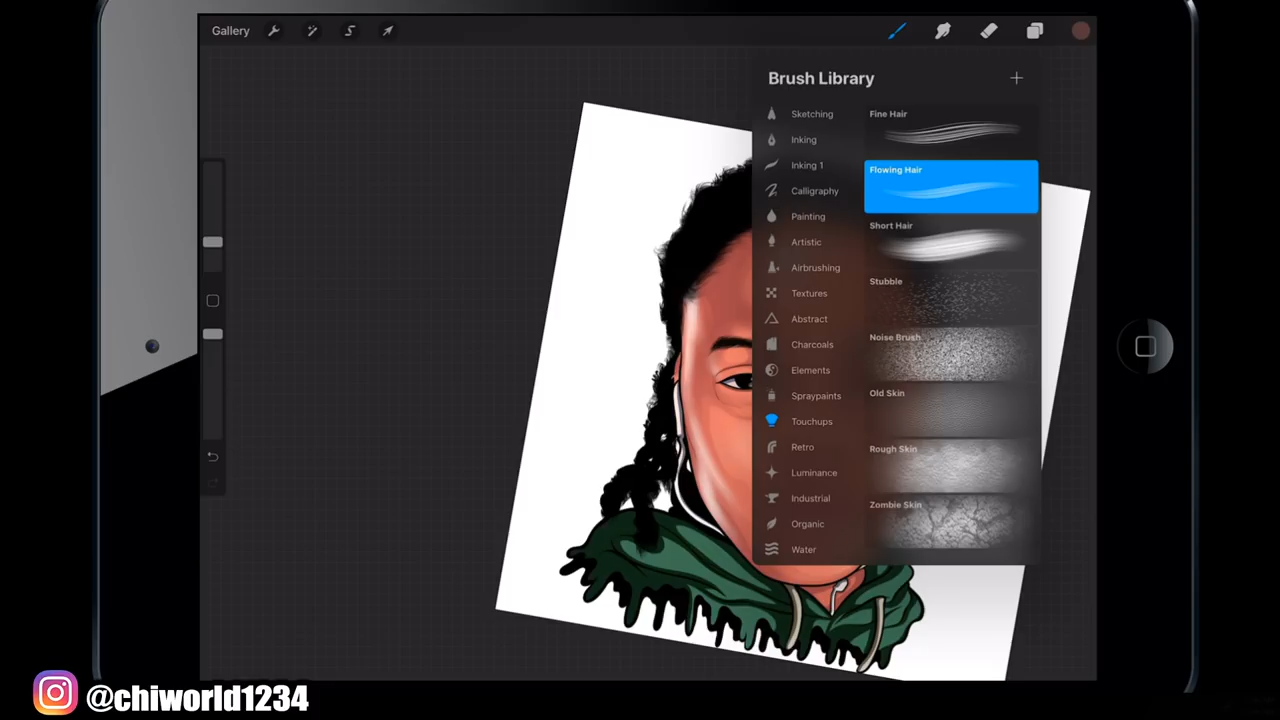 Gallery
Brush Library
Sketching
Inking
Inking 1
Calligraphy
Painting
Artistic
Airbrushing
Textures
Abstract
Charcoals
Elements
Spraypaints
Touchups
Retro
Luminance
Industrial
Organic
Water
Fine Hair
Flowing Hair
Short Hair
Stubble
Noise Brush
Old Skin
Rough Skin
Zombie Skin
@chiworld1234